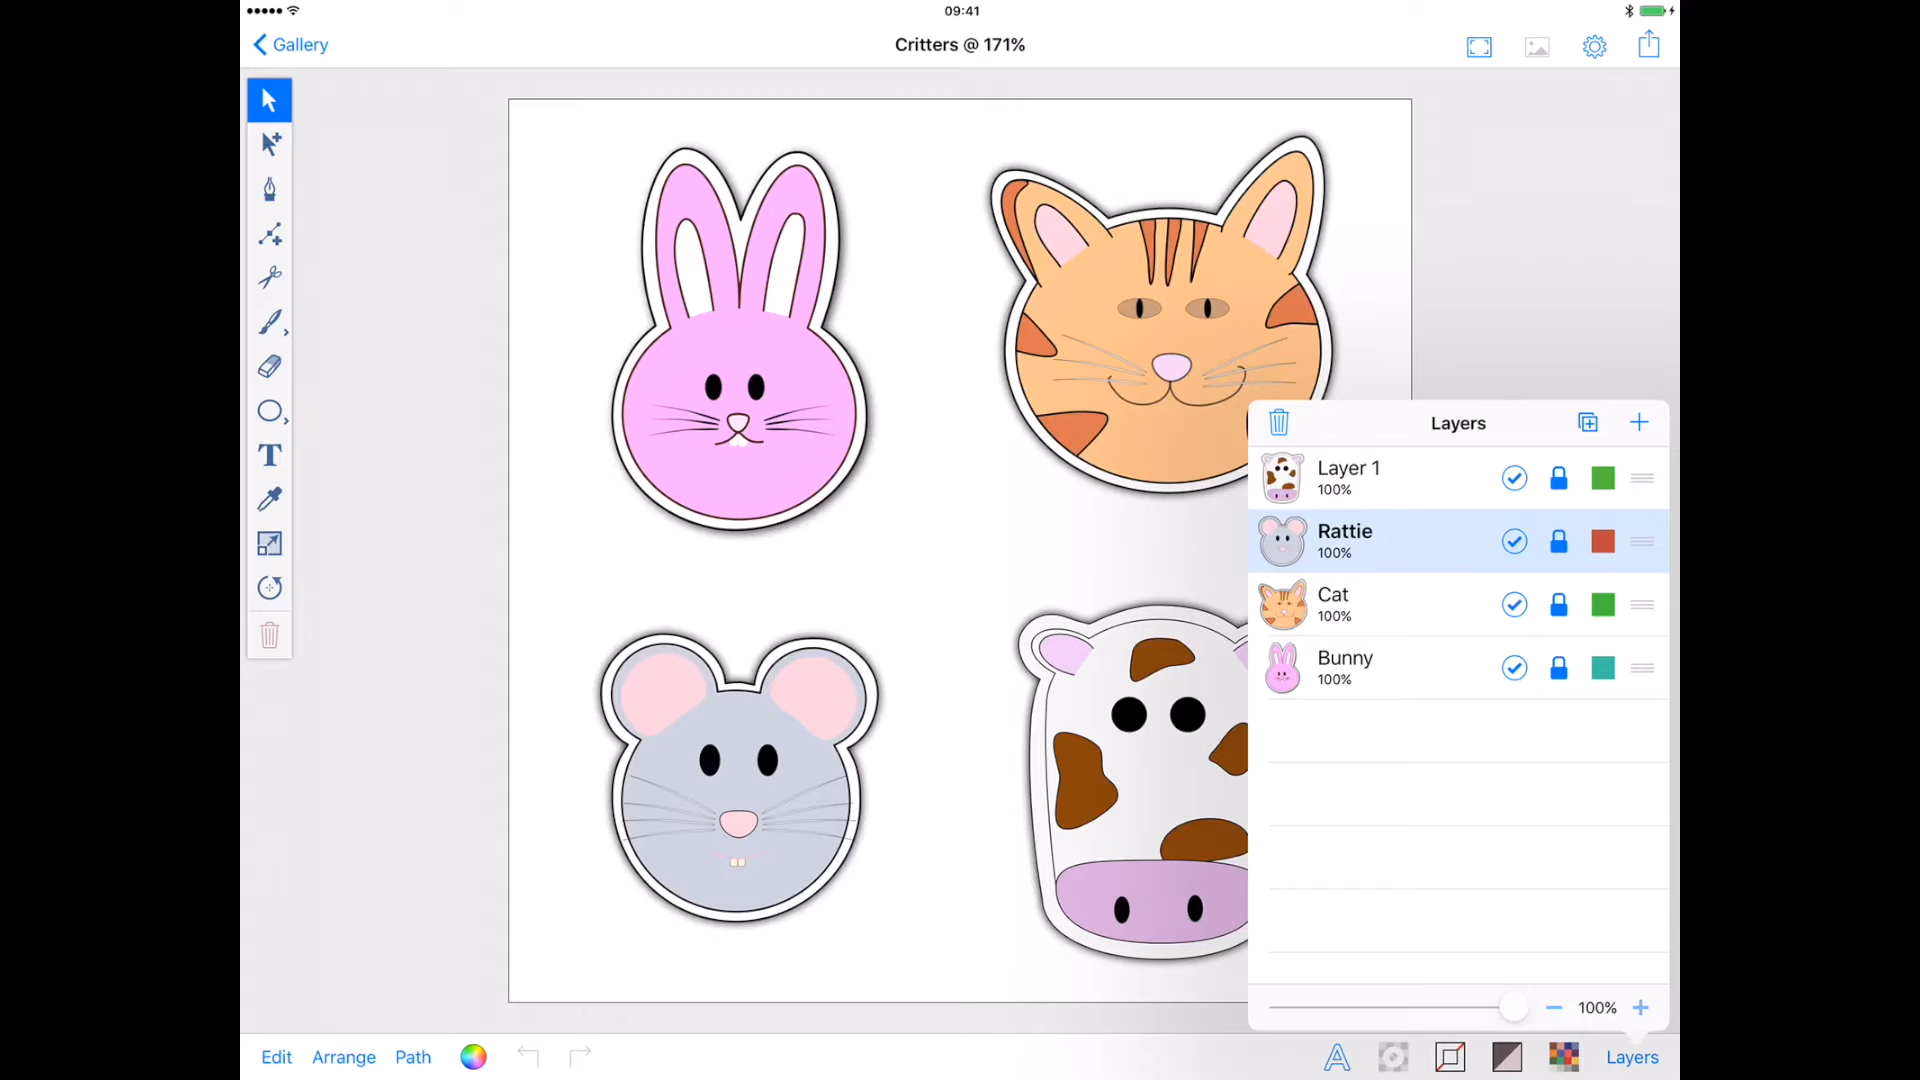 09:41
Gallery
Critters @ 171%
Layers
Layer 1
100%
Rattie
100%
Cat
100%
Bunny
100%
100%
Edit
Arrange
Path
Layers